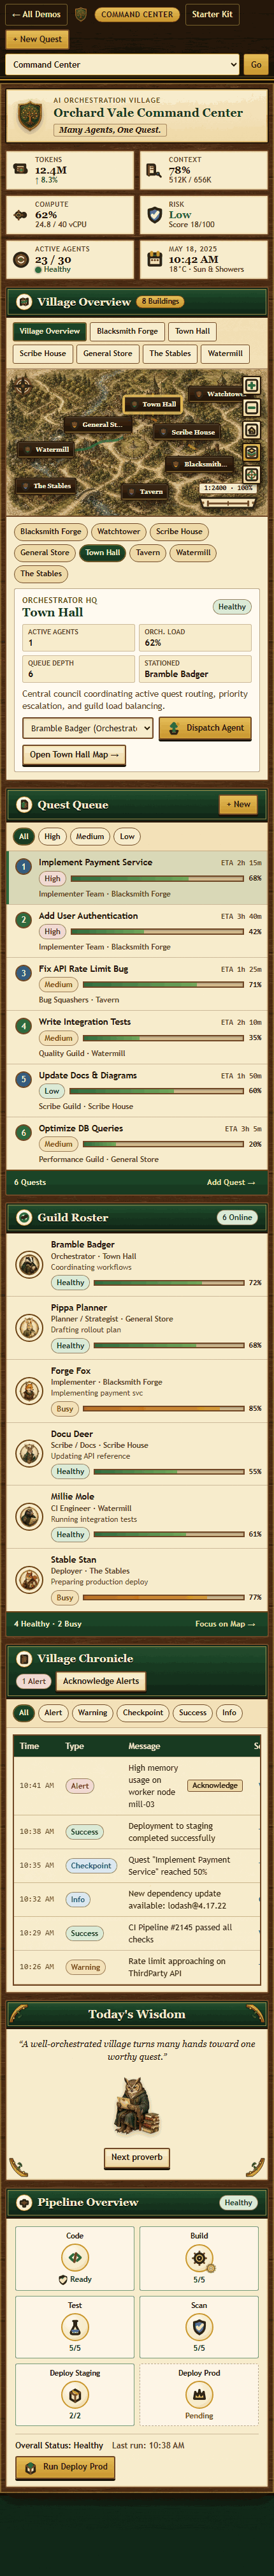 ← All Demos
COMMAND CENTER
Starter Kit
+ New Quest
Command Center
Go
AI ORCHESTRATION VILLAGE
Orchard Vale Command Center
Many Agents, One Quest.
TOKENS
12.4M
↑ 8.3%
CONTEXT
78%
512K / 656K
COMPUTE
62%
24.8 / 40 vCPU
RISK
Low
Score 18/100
ACTIVE AGENTS
23 / 30
Healthy
MAY 18, 2025
10:42 AM
18°C · Sun & Showers
Village Overview
8 Buildings
Village Overview
Blacksmith Forge
Town Hall
Scribe House
General Store
The Stables
Watermill
Watchtow...
Town Hall
General St...
Scribe House
Watermill
Blacksmith...
The Stables
Tavern
1:2400 · 100%
Blacksmith Forge
Watchtower
Scribe House
General Store
Town Hall
Tavern
Watermill
The Stables
ORCHESTRATOR HQ
Town Hall
Healthy
ACTIVE AGENTS
1
ORCH. LOAD
62%
QUEUE DEPTH
6
STATIONED
Bramble Badger
Central council coordinating active quest routing, priority
escalation, and guild load balancing.
Bramble Badger (Orchestrat
Dispatch Agent
Open Town Hall Map →
Quest Queue
+ New
All
High
Medium
Low
1
Implement Payment Service
ETA 2h 15m
High
68%
Implementer Team · Blacksmith Forge
2
Add User Authentication
ETA 3h 40m
High
42%
Implementer Team · Blacksmith Forge
3
Fix API Rate Limit Bug
ETA 1h 25m
Medium
71%
Bug Squashers · Tavern
4
Write Integration Tests
ETA 2h 10m
Medium
35%
Quality Guild · Watermill
5
Update Docs & Diagrams
ETA 1h 50m
Low
60%
Scribe Guild · Scribe House
6
Optimize DB Queries
ETA 3h 5m
Medium
20%
Performance Guild · General Store
6 Quests
Add Quest →
Guild Roster
6 Online
Bramble Badger
Orchestrator · Town Hall
Coordinating workflows
Healthy
72%
Pippa Planner
Planner / Strategist · General Store
Drafting rollout plan
Healthy
68%
Forge Fox
Implementer · Blacksmith Forge
Implementing payment svc
Busy
85%
Docu Deer
Scribe / Docs · Scribe House
Updating API reference
Healthy
55%
Millie Mole
CI Engineer · Watermill
Running integration tests
Healthy
61%
Stable Stan
Deployer · The Stables
Preparing production deploy
Busy
77%
4 Healthy · 2 Busy
Focus on Map →
Village Chronicle
1 Alert
Acknowledge Alerts
All
Alert
Warning
Checkpoint
Success
Info
Time
Type
Message
10:41 AM
Alert
High memory
usage on
worker node
mill-03
Acknowledge
10:38 AM
Success
Deployment to staging
completed successfully
10:35 AM
Checkpoint
Quest "Implement Payment
Service" reached 50%
10:32 AM
Info
New dependency update
available: lodash@4.17.22
10:29 AM
Success
CI Pipeline #2145 passed all
checks
10:26 AM
Warning
Rate limit approaching on
ThirdParty API
Today's Wisdom
“A well-orchestrated village turns many hands toward one
worthy quest.”
Next proverb
Pipeline Overview
Healthy
Code
Ready
Build
5/5
Test
5/5
Scan
5/5
Deploy Staging
2/2
Deploy Prod
Pending
Overall Status: Healthy
Last run: 10:38 AM
Run Deploy Prod